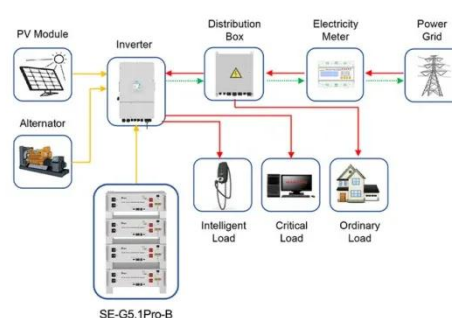 PV Module
Inverter
Distribution
Box
Electricity
Meter
Power
Grid
Alternator
Intelligent
Load
Critical
Load
Ordinary
Load
SE-G5.1Pro-B